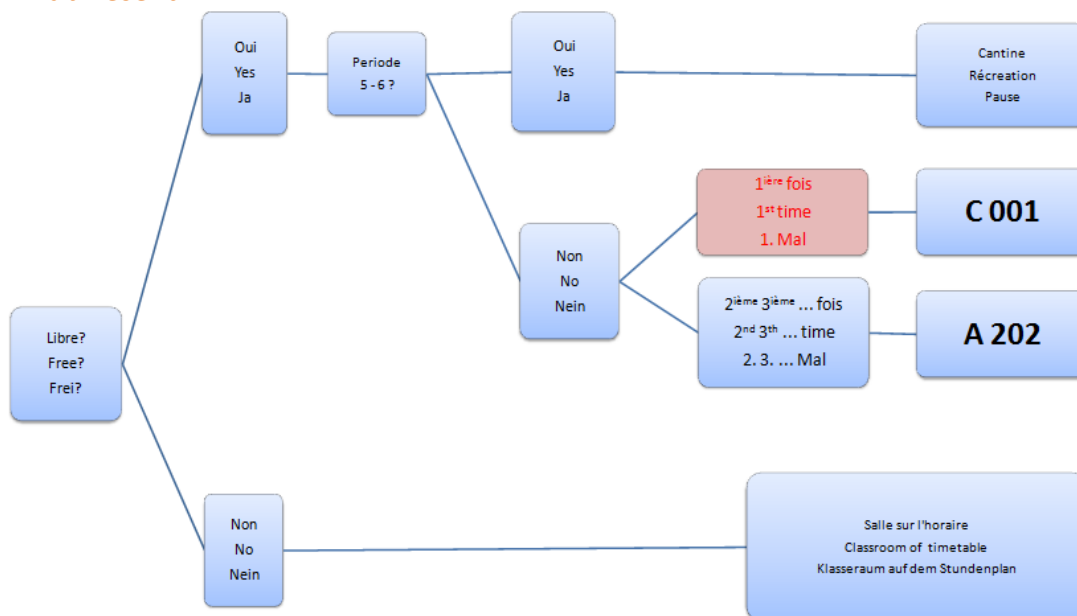 Libre?
Free?
Frei?
Oui
Yes
Ja
Periode
5 - 6 ?
Oui
Yes
Ja
Cantine
Récreation
Pause
Non
No
Nein
1ière fois
1st time
1. Mal
C 001
2ième 3ième ... fois
2nd 3th ... time
2. 3. ... Mal
A 202
Non
No
Nein
Salle sur l'horaire
Classroom of timetable
Klasseraum auf dem Stundenplan